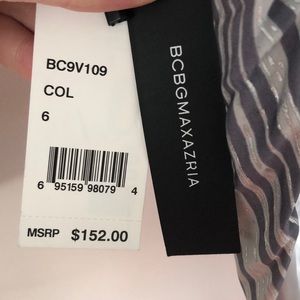 BC9V109
COL
6
6 95159 98079 4
MSRP $152.00
BCBGMAXAZRIA